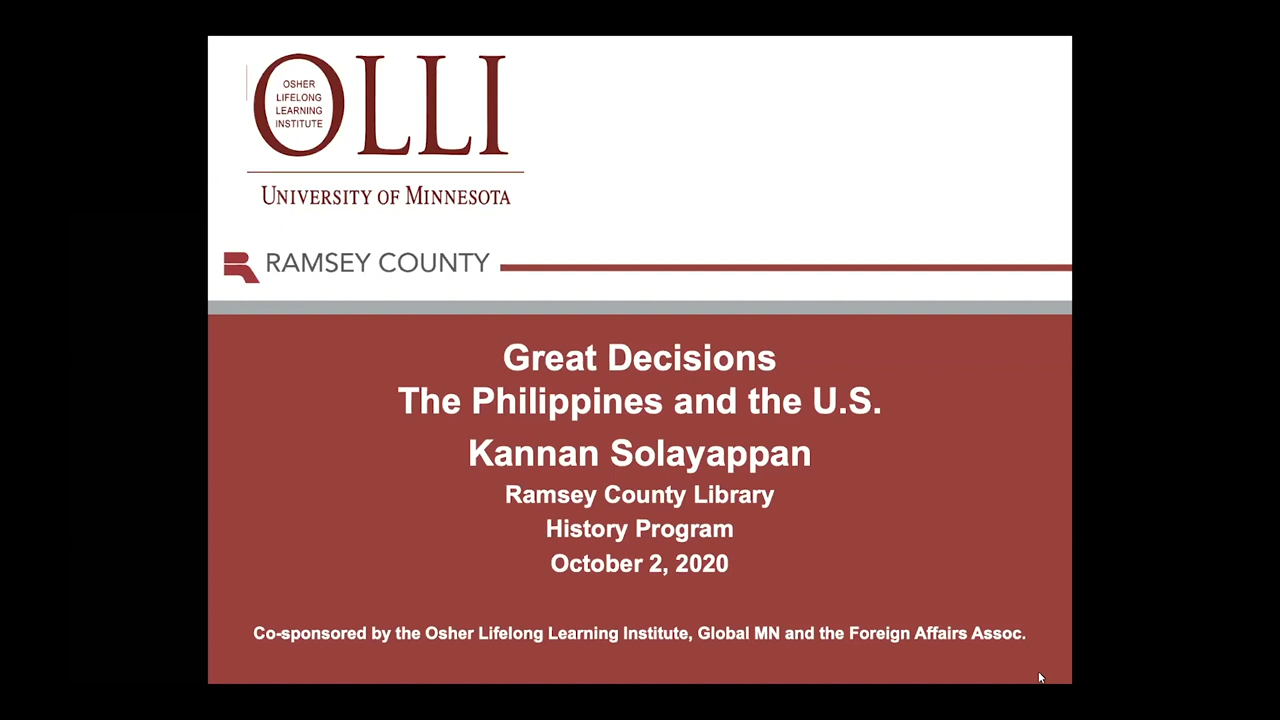 OLLI
OSHER
LIFELONG
LEARNING
INSTITUTE
UNIVERSITY OF MINNESOTA
RAMSEY COUNTY
Great Decisions
The Philippines and the U.S.
Kannan Solayappan
Ramsey County Library
History Program
October 2, 2020
Co-sponsored by the Osher Lifelong Learning Institute, Global MN and the Foreign Affairs Assoc.